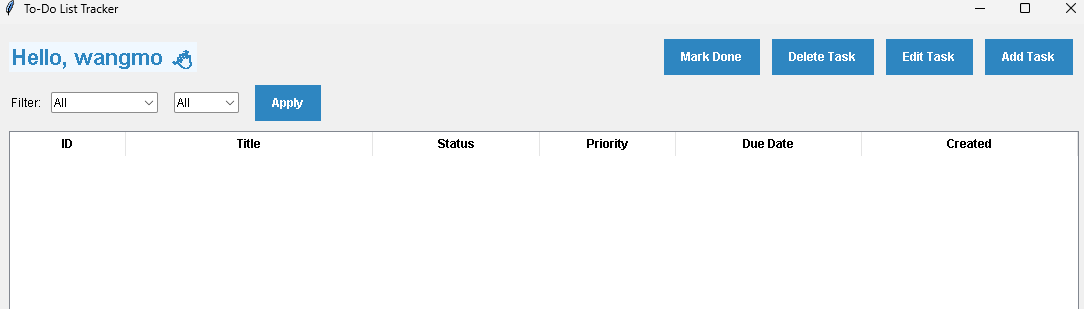 To-Do List Tracker
Hello, wangmo 👋
Mark Done Delete Task Edit Task Add Task
Filter: All All Apply
ID Title Status Priority Due Date Created